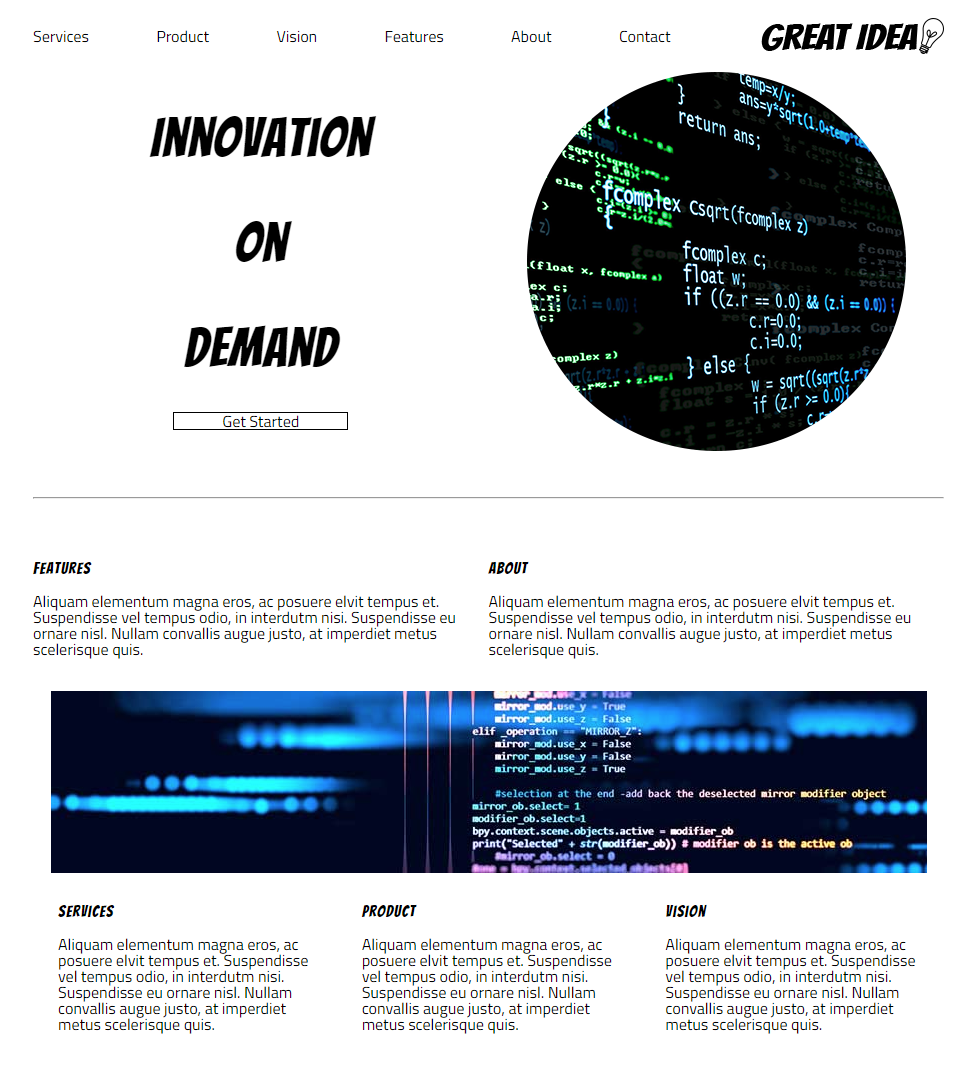 Services Product Vision Features About Contact GREAT IDEA
INNOVATION
ON
DEMAND
Get Started
temp=x/y;
}
return ans;
fcomplex Csqrt(fcomplex z)
{
fcomplex c;
float w;
if ((z.r == 0.0) && (z.i == 0.0)) {
c.r=0.0;
c.i=0.0;
} else {
FEATURES
Aliquam elementum magna eros, ac posuere elvit tempus et.
Suspendisse vel tempus odio, in interdutm nisi. Suspendisse eu
ornare nisl. Nullam convallis augue justo, at imperdiet metus
scelerisque quis.
ABOUT
Aliquam elementum magna eros, ac posuere elvit tempus et.
Suspendisse vel tempus odio, in interdutm nisi. Suspendisse eu
ornare nisl. Nullam convallis augue justo, at imperdiet metus
scelerisque quis.
mirror_mod.use_x = False
mirror_mod.use_y = True
mirror_mod.use_z = False
elif _operation == "MIRROR_Z":
mirror_mod.use_x = False
mirror_mod.use_y = False
mirror_mod.use_z = True
#selection at the end -add back the deselected mirror modifier object
mirror_ob.select= 1
modifier_ob.select=1
bpy.context.scene.objects.active = modifier_ob
print("Selected" + str(modifier_ob)) # modifier ob is the active ob
#mirror_ob.select = 0
SERVICES
Aliquam elementum magna eros, ac
posuere elvit tempus et. Suspendisse
vel tempus odio, in interdutm nisi.
Suspendisse eu ornare nisl. Nullam
convallis augue justo, at imperdiet
metus scelerisque quis.
PRODUCT
Aliquam elementum magna eros, ac
posuere elvit tempus et. Suspendisse
vel tempus odio, in interdutm nisi.
Suspendisse eu ornare nisl. Nullam
convallis augue justo, at imperdiet
metus scelerisque quis.
VISION
Aliquam elementum magna eros, ac
posuere elvit tempus et. Suspendisse
vel tempus odio, in interdutm nisi.
Suspendisse eu ornare nisl. Nullam
convallis augue justo, at imperdiet
metus scelerisque quis.